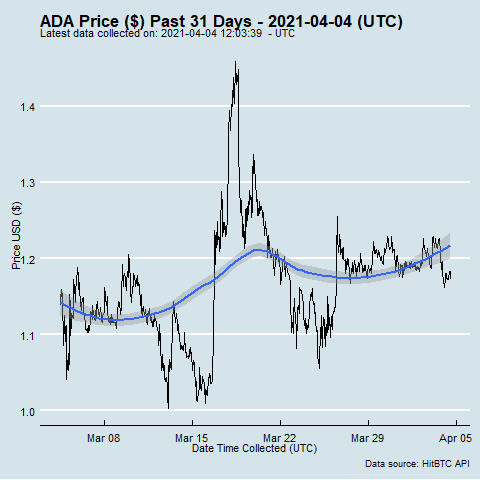 ADA Price ($) Past 31 Days - 2021-04-04 (UTC)
Latest data collected on: 2021-04-04 12:03:39 - UTC
Price USD ($)
1.4
1.3
1.2
1.1
1.0
Mar 08
Mar 15
Mar 22
Mar 29
Apr 05
Date Time Collected (UTC)
Data source: HitBTC API